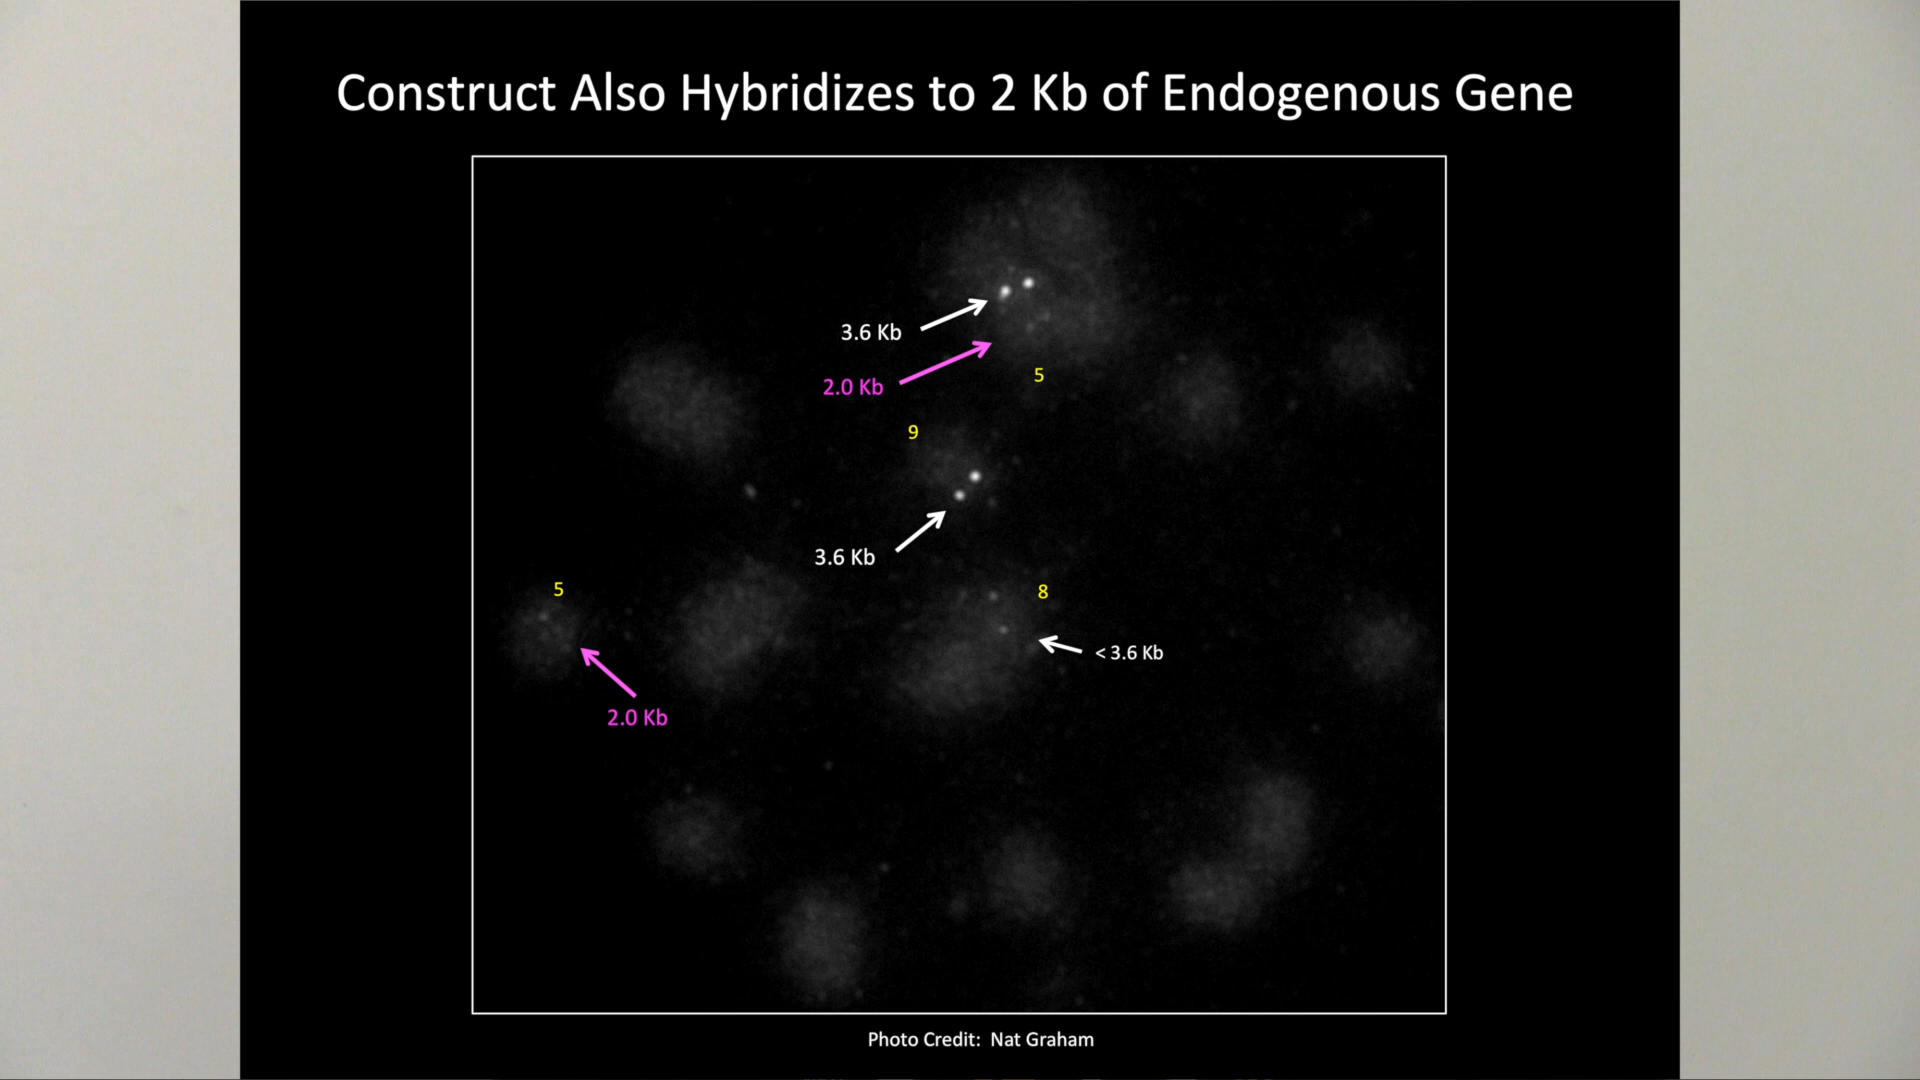 Construct Also Hybridizes to 2 Kb of Endogenous Gene
3.6 Kb
2.0 Kb
5
9
3.6 Kb
5
8
< 3.6 Kb
2.0 Kb
Photo Credit:  Nat Graham